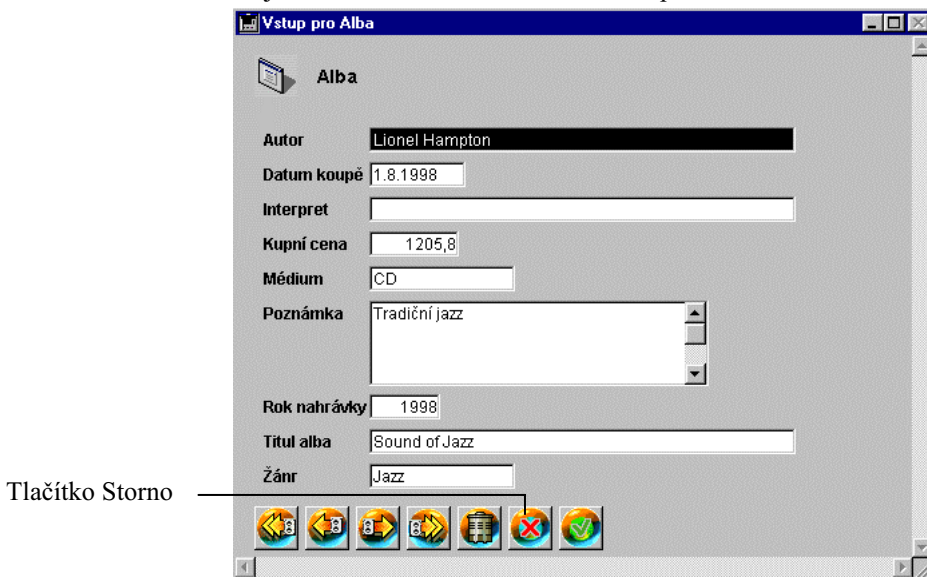 Vstup pro Alba
Alba
Autor Lionel Hampton
Datum koupě 1.8.1998
Interpret
Kupní cena 1205,8
Médium CD
Poznámka Tradiční jazz
Rok nahrávky 1998
Titul alba Sound of Jazz
Žánr Jazz
Tlačítko Storno